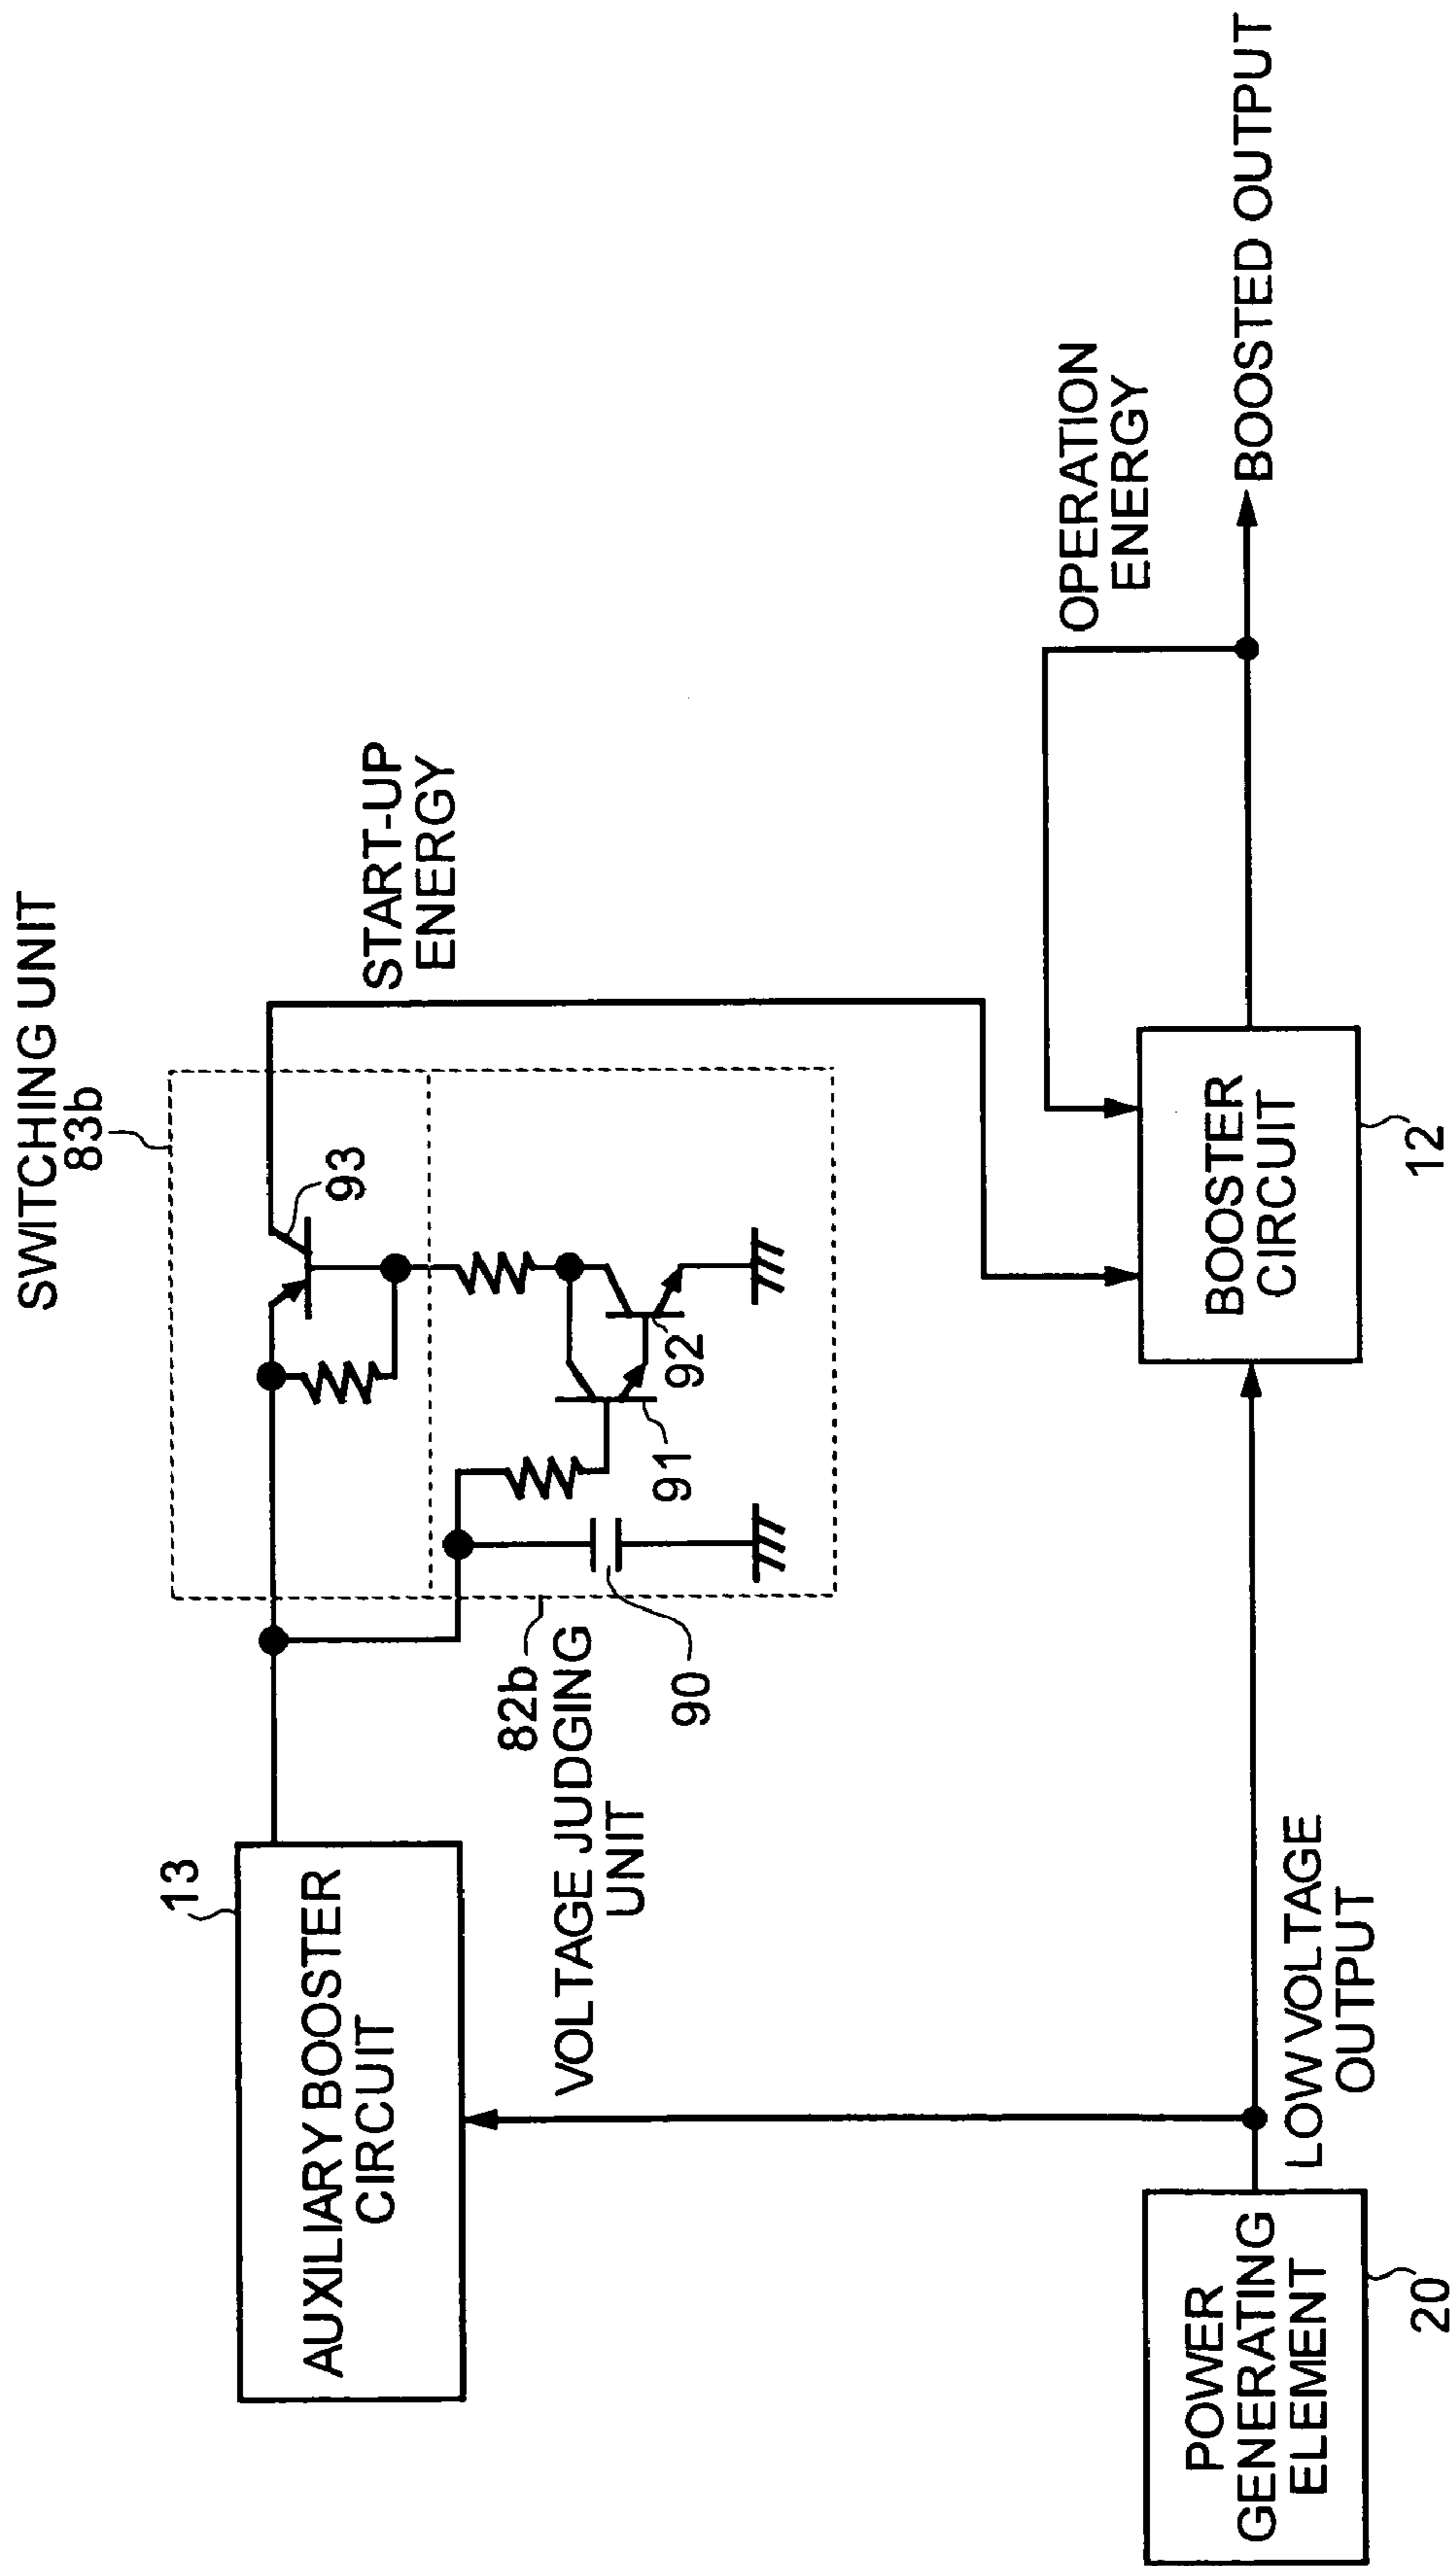 SWITCHING UNIT
83b
93
START-UP
ENERGY
13
AUXILIARY BOOSTER
CIRCUIT
82b
VOLTAGE JUDGING
UNIT
90
91
92
OPERATION
ENERGY
POWER
GENERATING
ELEMENT
20
LOW VOLTAGE
OUTPUT
BOOSTER
CIRCUIT
12
BOOSTED OUTPUT